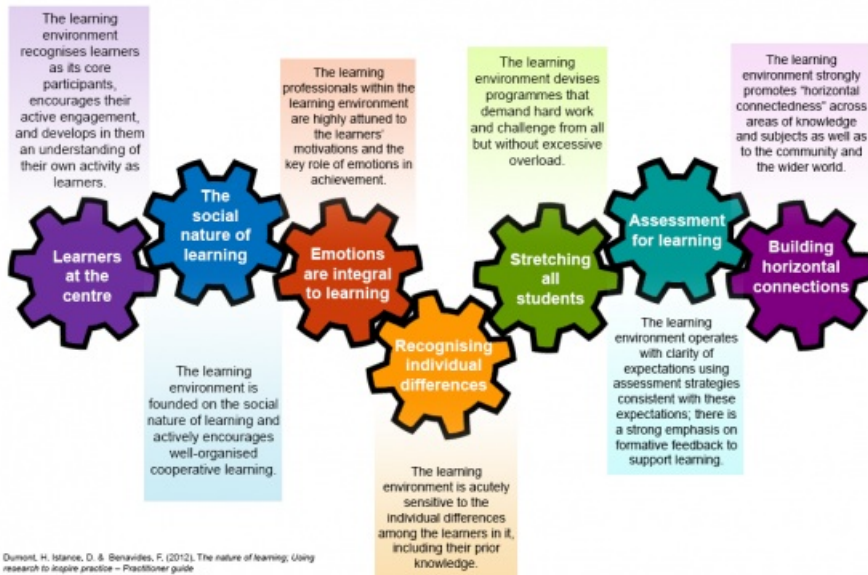 The learning
environment
recognises learners
as its core
participants,
encourages their
active engagement,
and develops in them
an understanding of
their own activity as
learners.
Learners
at the
centre
The
social
nature of
learning
The learning
environment is
founded on the social
nature of learning and
actively encourages
well-organised
cooperative learning.
The learning
professionals within the
learning environment
are highly attuned to
the learners'
motivations and the
key role of emotions in
achievement.
Emotions
are integral
to learning
Recognising
individual
differences
The learning
environment is acutely
sensitive to the
individual differences
among the learners in it,
including their prior
knowledge.
The learning
environment devises
programmes that
demand hard work
and challenge from all
but without excessive
overload.
Stretching
all
students
Assessment
for learning
The learning
environment operates
with clarity of
expectations using
assessment strategies
consistent with these
expectations; there is
a strong emphasis on
formative feedback to
support learning.
The learning
environment strongly
promotes "horizontal
connectedness" across
areas of knowledge
and subjects as well as
to the community and
the wider world.
Building
horizontal
connections
Dumont, H. Istance, D. & Benavides, F. (2012), The nature of learning; Using
research to inspire practice – Practitioner guide